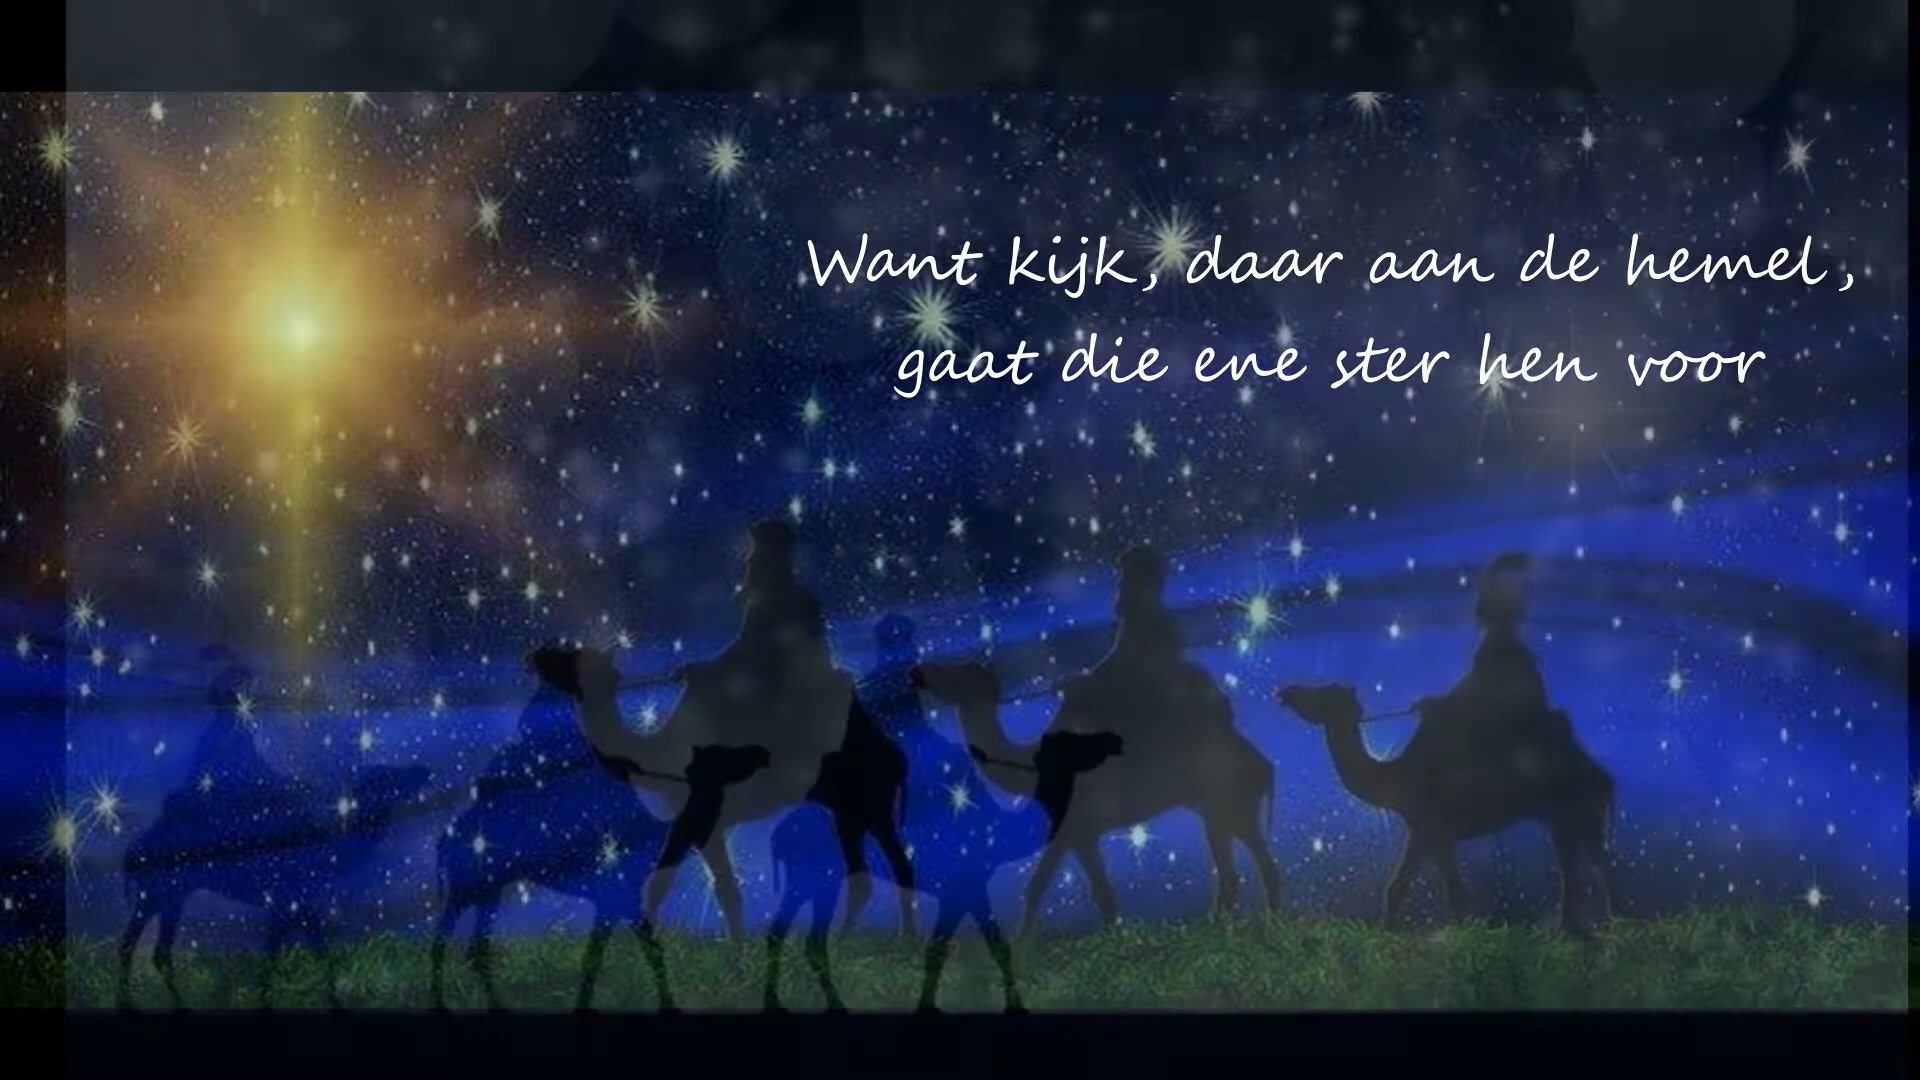 Want kijk, daar aan de hemel,
gaat die ene ster hen voor